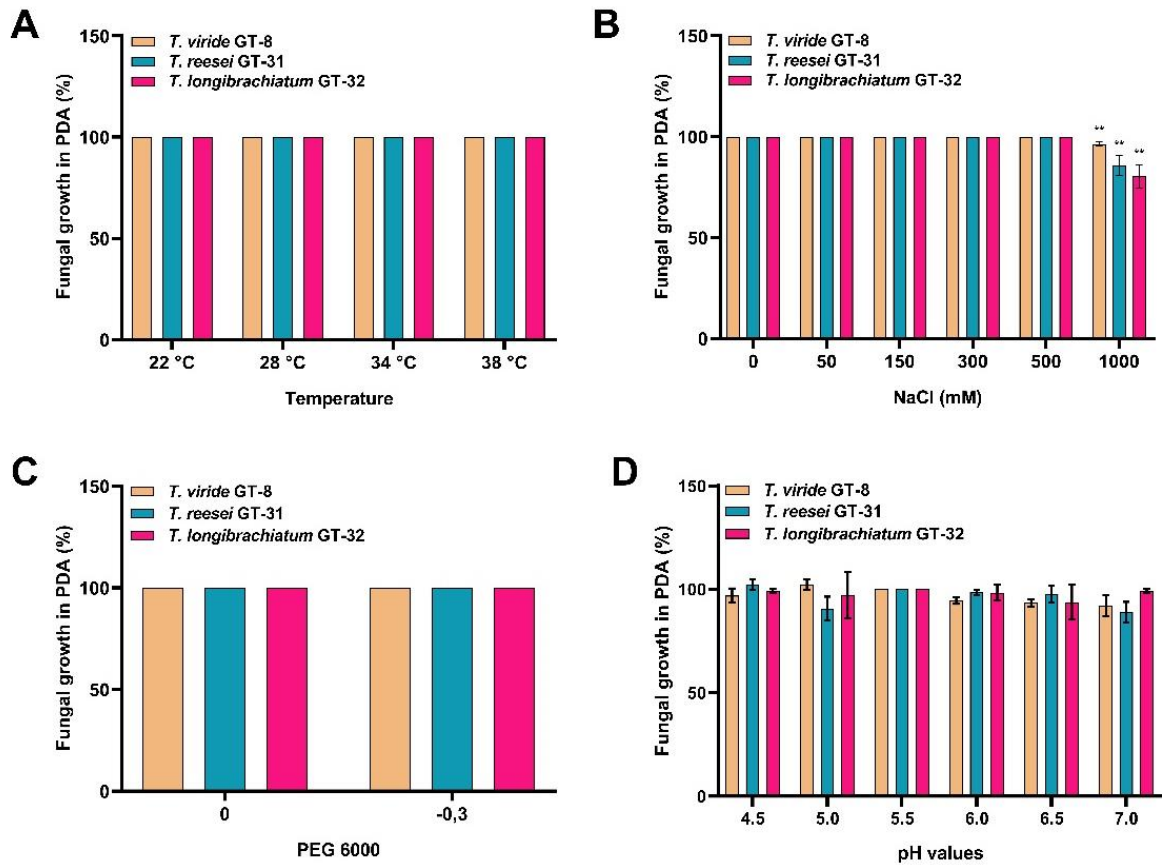 A
150
100
50
0
Fungal growth in PDA (%)
T. viride GT-8
T. reesei GT-31
T. longibrachiatum GT-32
22 °C 28 °C 34 °C 38 °C
Temperature
B
150
100
50
0
Fungal growth in PDA (%)
T. viride GT-8
T. reesei GT-31
T. longibrachiatum GT-32
** ** **
0 50 150 300 500 1000
NaCl (mM)
C
150
100
50
0
Fungal growth in PDA (%)
T. viride GT-8
T. reesei GT-31
T. longibrachiatum GT-32
0 -0,3
PEG 6000
D
150
100
50
0
Fungal growth in PDA (%)
T. viride GT-8
T. reesei GT-31
T. longibrachiatum GT-32
4.5 5.0 5.5 6.0 6.5 7.0
pH values